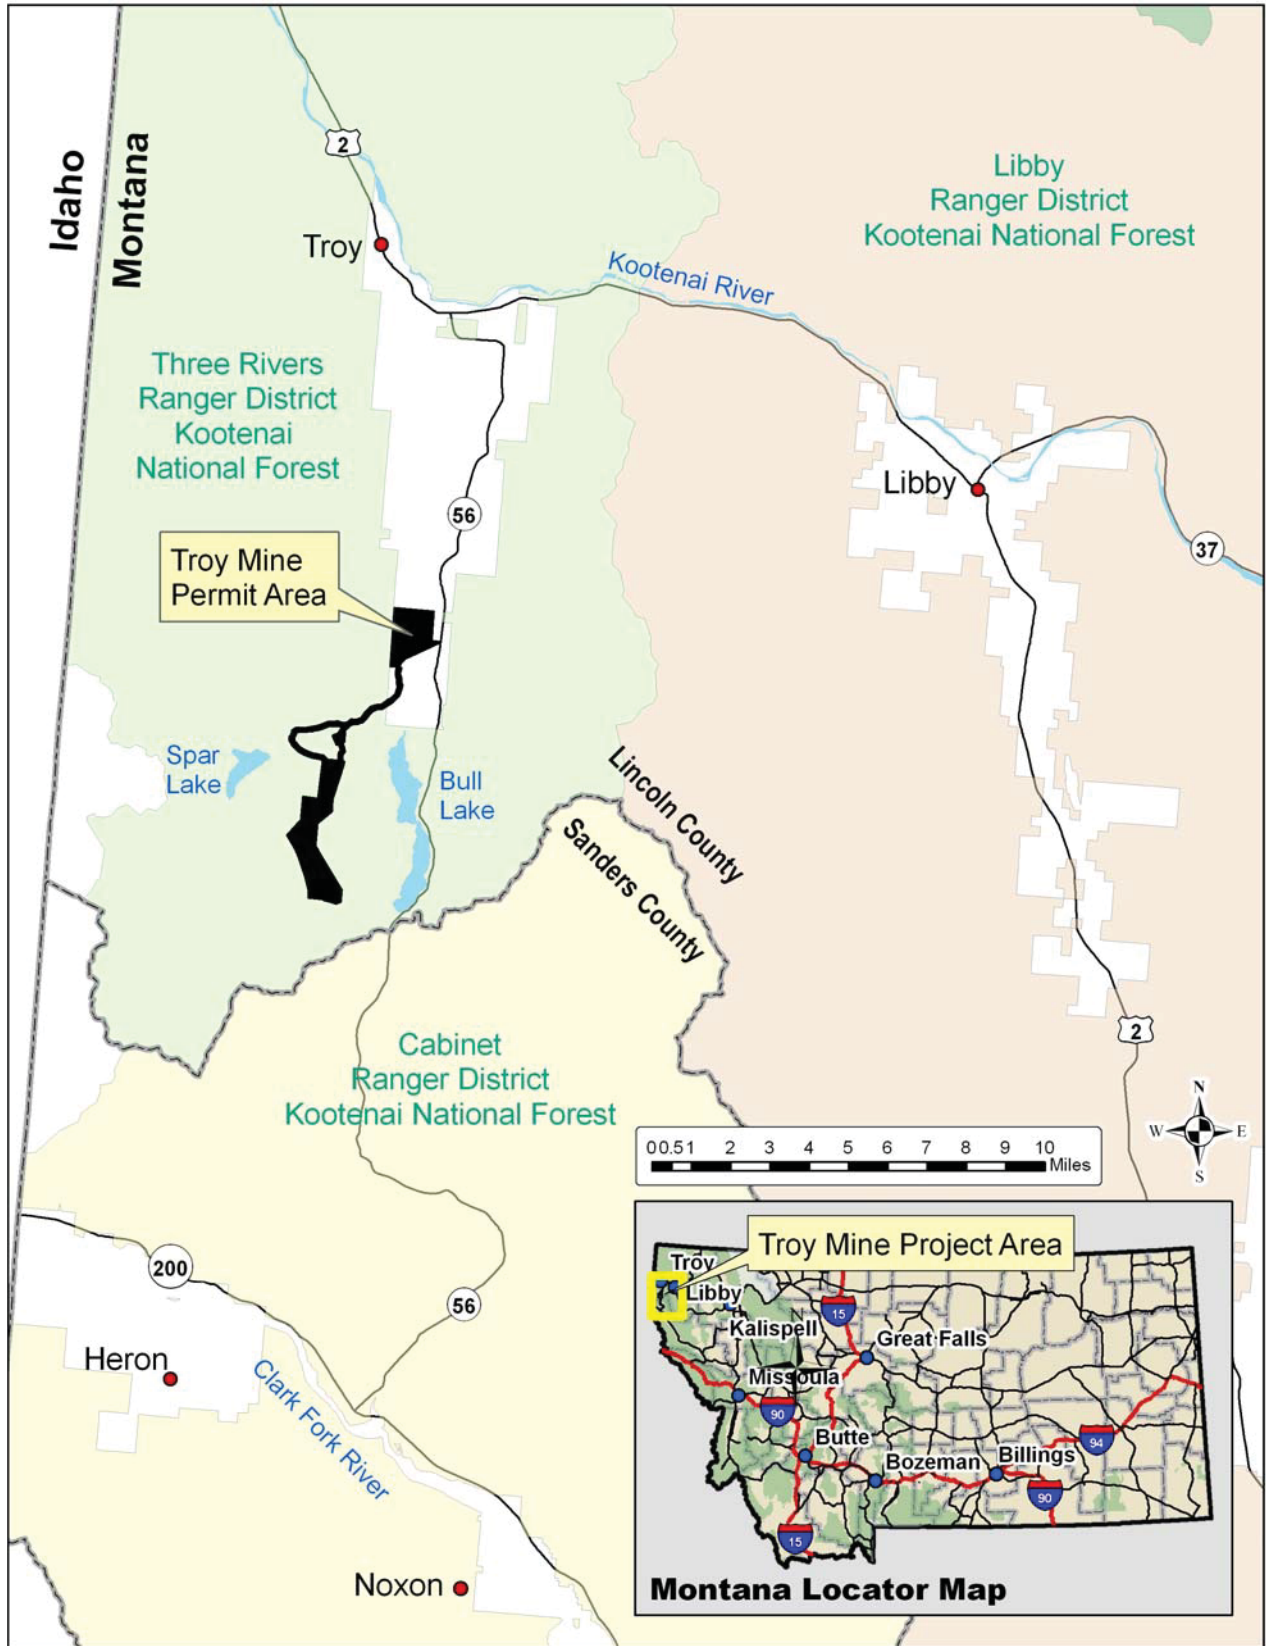 Idaho
Montana
2
Troy
Libby
Ranger District
Kootenai National Forest
Kootenai River
Three Rivers
Ranger District
Kootenai
National Forest
56
Libby
37
Troy Mine
Permit Area
Spar
Lake
Bull
Lake
Lincoln County
Sanders County
Cabinet
Ranger District
Kootenai National Forest
2
N
W
E
S
0 0.5 1 2 3 4 5 6 7 8 9 10
Miles
200
56
Heron
Clark Fork River
Noxon
Troy Mine Project Area
Troy
Libby
Kalispell
15
Great Falls
Missoula
90
Butte
94
Bozeman
Billings
90
15
N
Montana Locator Map